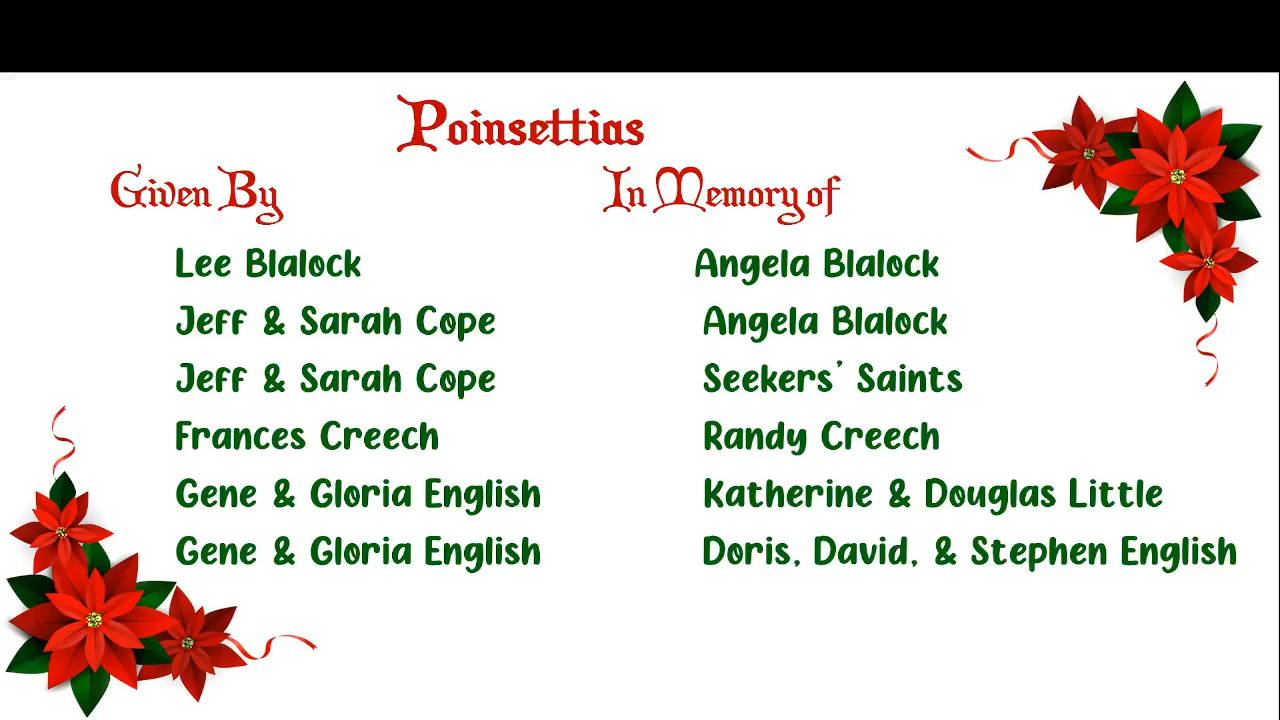 Poinsettias
Given By In Memory of
Lee Blalock Angela Blalock
Jeff & Sarah Cope Angela Blalock
Jeff & Sarah Cope Seekers' Saints
Frances Creech Randy Creech
Gene & Gloria English Katherine & Douglas Little
Gene & Gloria English Doris, David, & Stephen English